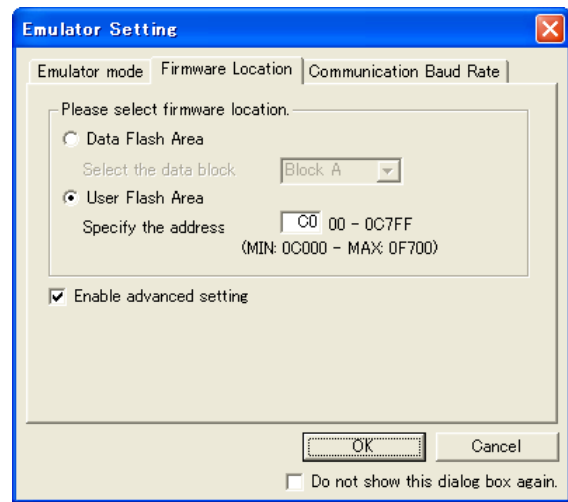 Emulator Setting
Emulator mode Firmware Location Communication Baud Rate
Please select firmware location.
Data Flash Area
Select the data block Block A
User Flash Area
Specify the address C0 00 - 0C7FF
(MIN: 0C000 - MAX: 0F700)
Enable advanced setting
OK Cancel
Do not show this dialog box again.